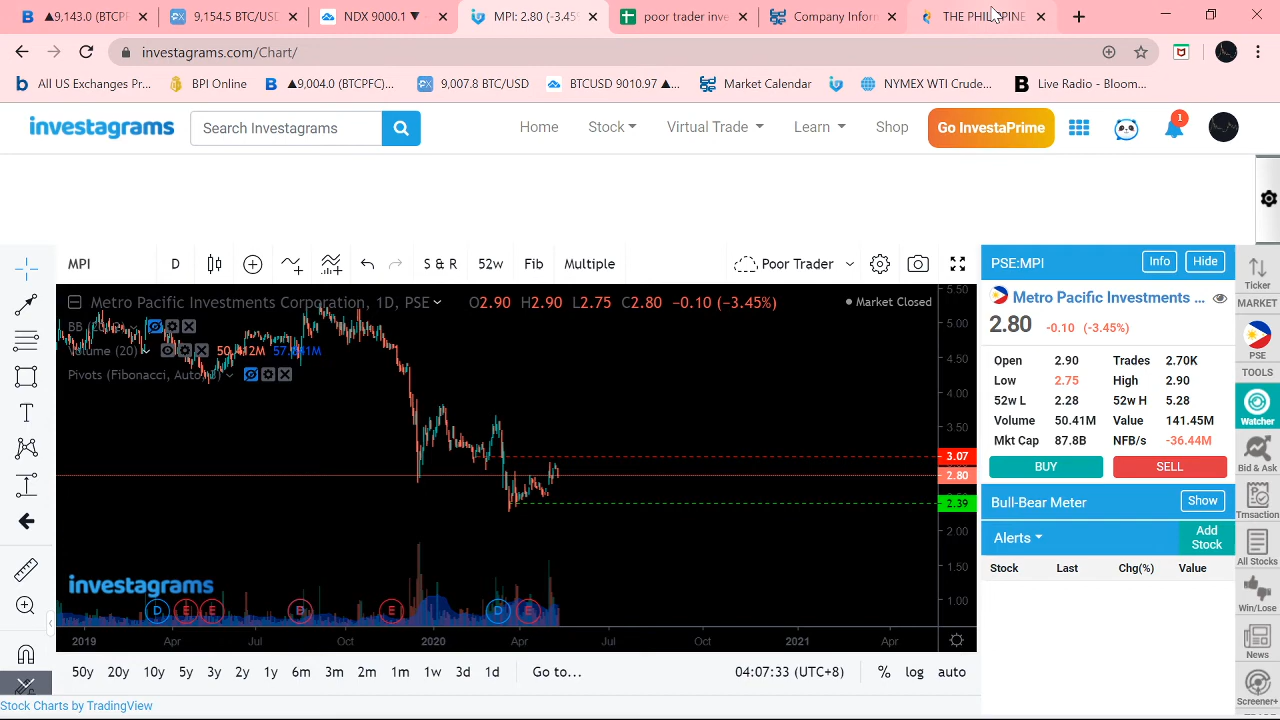 ▲9,164.0 (BTCPFC)
9,154.5 BTC/USD
NDX 9000.1 ▼
MPI: 2.80 (-3.45%
poor trader inve
Company Inform
THE PHILIPPINE
investagrams.com/Chart/
All US Exchanges Pr...
BPI Online
▲9,004.0 (BTCPFC)...
9,007.8 BTC/USD
BTCUSD 9010.97 ▲...
Market Calendar
NYMEX WTI Crude...
Live Radio - Bloom...
investagrams
Search Investagrams
Home
Stock
Virtual Trade
Learn
Shop
Go InvestaPrime
1
MPI
D
S & R
52w
Fib
Multiple
Poor Trader
Metro Pacific Investments Corporation, 1D, PSE
O2.90 H2.90 L2.75 C2.80 -0.10 (-3.45%)
Market Closed
Volume (20)
5.50
5.00
4.50
4.00
3.50
3.07
2.80
2.39
2.00
1.50
1.00
investagrams
D
E
E
B
E
D
E
2019
Apr
Jul
Oct
2020
Apr
Jul
Oct
2021
Apr
50y
20y
10y
5y
3y
2y
1y
6m
3m
2m
1m
1w
3d
1d
Go to...
04:07:33 (UTC+8)
%
log
auto
Stock Charts by TradingView
PSE:MPI
Info
Hide
Metro Pacific Investments ...
2.80 -0.10 (-3.45%)
Open 2.90 Trades 2.70K
Low 2.75 High 2.90
52w L 2.28 52w H 5.28
Volume 50.41M Value 141.45M
Mkt Cap 87.8B NFB/s -36.44M
BUY
SELL
Bull-Bear Meter
Show
Alerts
Add
Stock
Stock Last Chg(%) Value
Ticker
MARKET
PSE
TOOLS
Watcher
Bid & Ask
Trnsaction
All Stocks
Win/Lose
News
Screener+